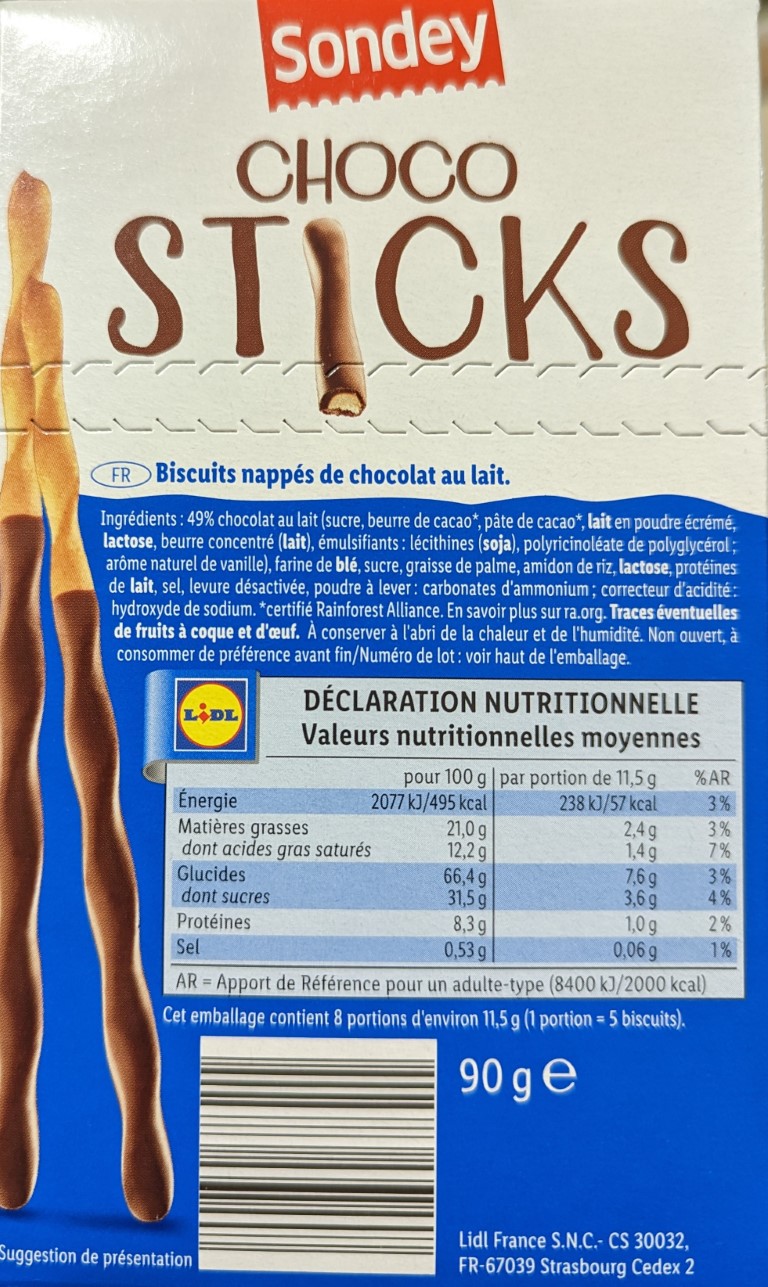 Sondey
CHOCO
STICKS
FR Biscuits nappés de chocolat au lait.
Ingrédients : 49% chocolat au lait (sucre, beurre de cacao*, pâte de cacao*, lait en poudre écrémé,
lactose, beurre concentré (lait), émulsifiants : lécithines (soja), polyricinoléate de polyglycérol ;
arôme naturel de vanille), farine de blé, sucre, graisse de palme, amidon de riz, lactose, protéines
de lait, sel, levure désactivée, poudre à lever : carbonates d'ammonium ; correcteur d'acidité :
hydroxyde de sodium. *certifié Rainforest Alliance. En savoir plus sur ra.org. Traces éventuelles
de fruits à coque et d'œuf. À conserver à l'abri de la chaleur et de l'humidité. Non ouvert, à
consommer de préférence avant fin/Numéro de lot : voir haut de l'emballage.
LIDL
DÉCLARATION NUTRITIONNELLE
Valeurs nutritionnelles moyennes
pour 100 g par portion de 11,5 g %AR
Énergie 2077 kJ/495 kcal 238 kJ/57 kcal 3%
Matières grasses 21,0 g 2,4 g 3%
dont acides gras saturés 12,2 g 1,4 g 7%
Glucides 66,4 g 7,6 g 3%
dont sucres 31,5 g 3,6 g 4%
Protéines 8,3 g 1,0 g 2%
Sel 0,53 g 0,06 g 1%
AR = Apport de Référence pour un adulte-type (8400 kJ/2000 kcal)
Cet emballage contient 8 portions d'environ 11,5 g (1 portion = 5 biscuits).
90 g e
Lidl France S.N.C.- CS 30032,
FR-67039 Strasbourg Cedex 2
Suggestion de présentation